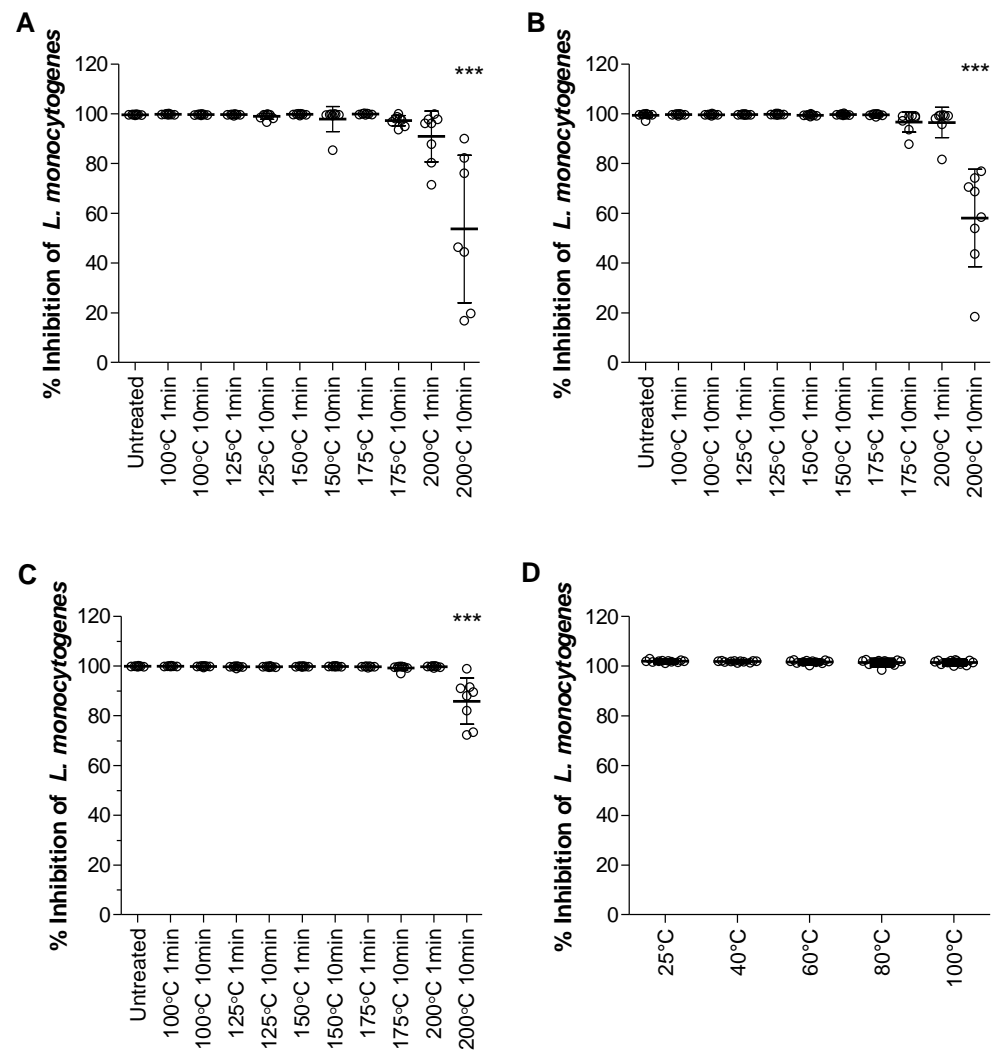 A
% Inhibition of L. monocytogenes
120
100
80
60
40
20
0
***
Untreated
100°C 1min
100°C 10min
125°C 1min
125°C 10min
150°C 1min
150°C 10min
175°C 1min
175°C 10min
200°C 1min
200°C 10min
B
% Inhibition of L. monocytogenes
120
100
80
60
40
20
0
***
Untreated
100°C 1min
100°C 10min
125°C 1min
125°C 10min
150°C 1min
150°C 10min
175°C 1min
175°C 10min
200°C 1min
200°C 10min
C
% Inhibition of L. monocytogenes
120
100
80
60
40
20
0
***
Untreated
100°C 1min
100°C 10min
125°C 1min
125°C 10min
150°C 1min
150°C 10min
175°C 1min
175°C 10min
200°C 1min
200°C 10min
D
% Inhibition of L. monocytogenes
120
100
80
60
40
20
0
25°C
40°C
60°C
80°C
100°C